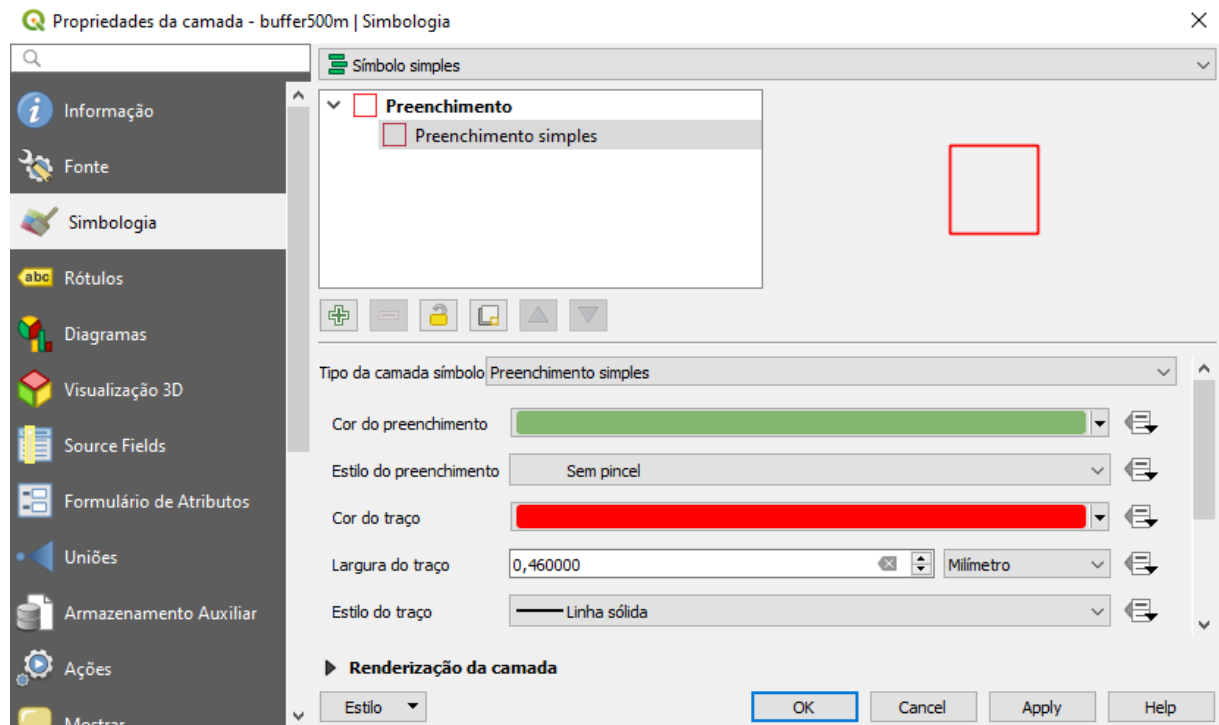 Propriedades da camada - buffer500m | Simbologia
Símbolo simples
Informação
Fonte
Simbologia
abc Rótulos
Diagramas
Visualização 3D
Source Fields
Formulário de Atributos
Uniões
Armazenamento Auxiliar
Ações
Mostrar
Preenchimento
Preenchimento simples
Tipo da camada símbolo Preenchimento simples
Cor do preenchimento
Estilo do preenchimento Sem pincel
Cor do traço
Largura do traço 0,460000 Milímetro
Estilo do traço Linha sólida
Renderização da camada
Estilo OK Cancel Apply Help